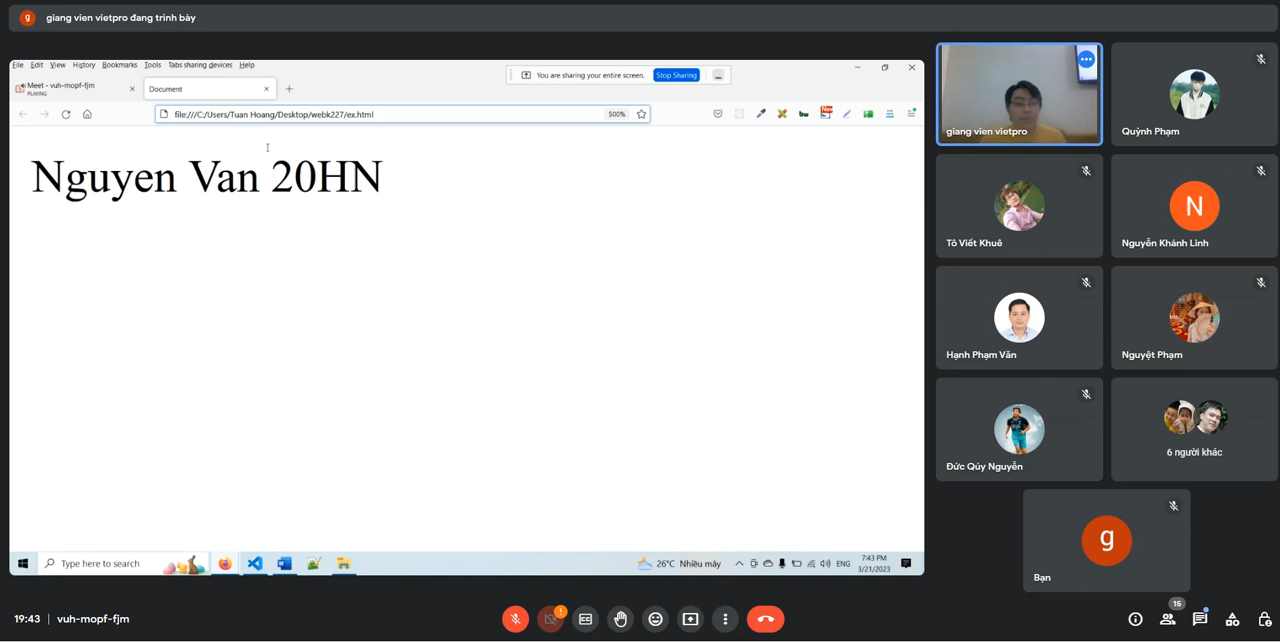 g giang vien vietpro đang trình bày
File Edit View History Bookmarks Tools Tabs sharing devices Help
You are sharing your entire screen. Stop Sharing
Meet - vuh-mopf-fjm
PLAYING
Document
file:///C:/Users/Tuan Hoang/Desktop/webk227/ex.html
500%
New
Nguyen Van 20HN
Type here to search
26°C Nhiều mây
ENG
7:43 PM
3/21/2023
giang vien vietpro
Quỳnh Phạm
Tô Viết Khuê
N
Nguyễn Khánh Linh
Hạnh Phạm Văn
Nguyệt Phạm
Đức Qúy Nguyễn
6 người khác
g
Bạn
19:43 vuh-mopf-fjm
15